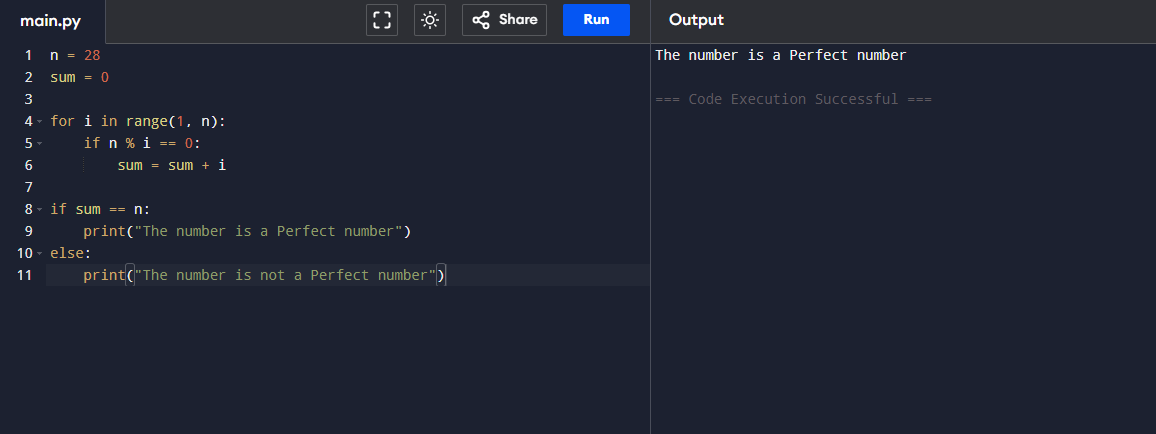 main.py
Share
Run
Output
1 n = 28
2 sum = 0
3
4 for i in range(1, n):
5     if n % i == 0:
6         sum = sum + i
7
8 if sum == n:
9     print("The number is a Perfect number")
10 else:
11     print("The number is not a Perfect number")
The number is a Perfect number
=== Code Execution Successful ===